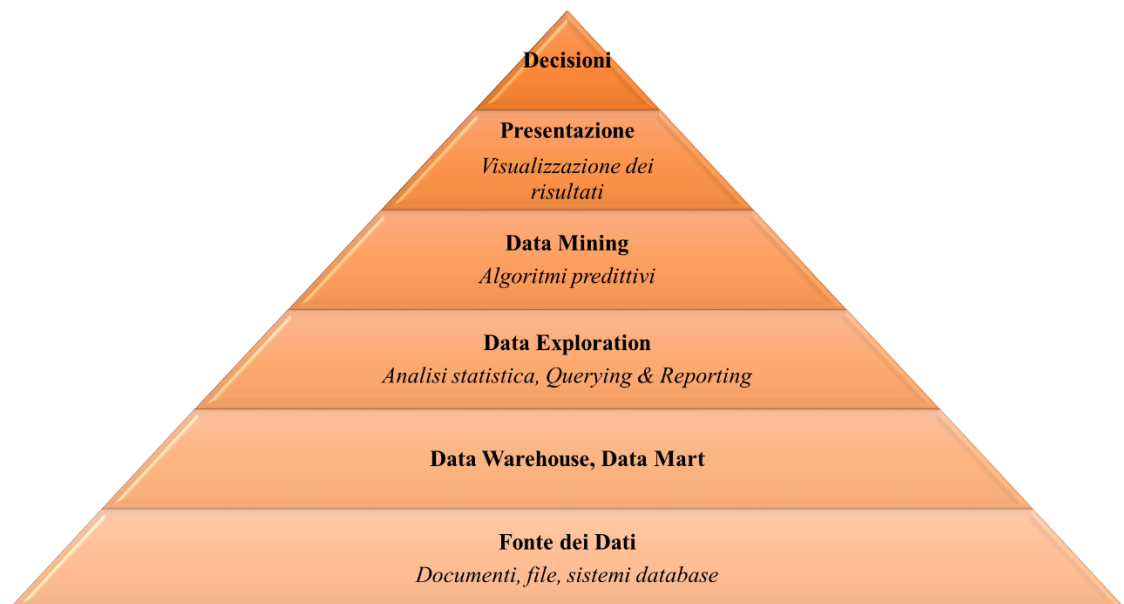 Decisioni
Presentazione
Visualizzazione dei
risultati
Data Mining
Algoritmi predittivi
Data Exploration
Analisi statistica, Querying & Reporting
Data Warehouse, Data Mart
Fonte dei Dati
Documenti, file, sistemi database